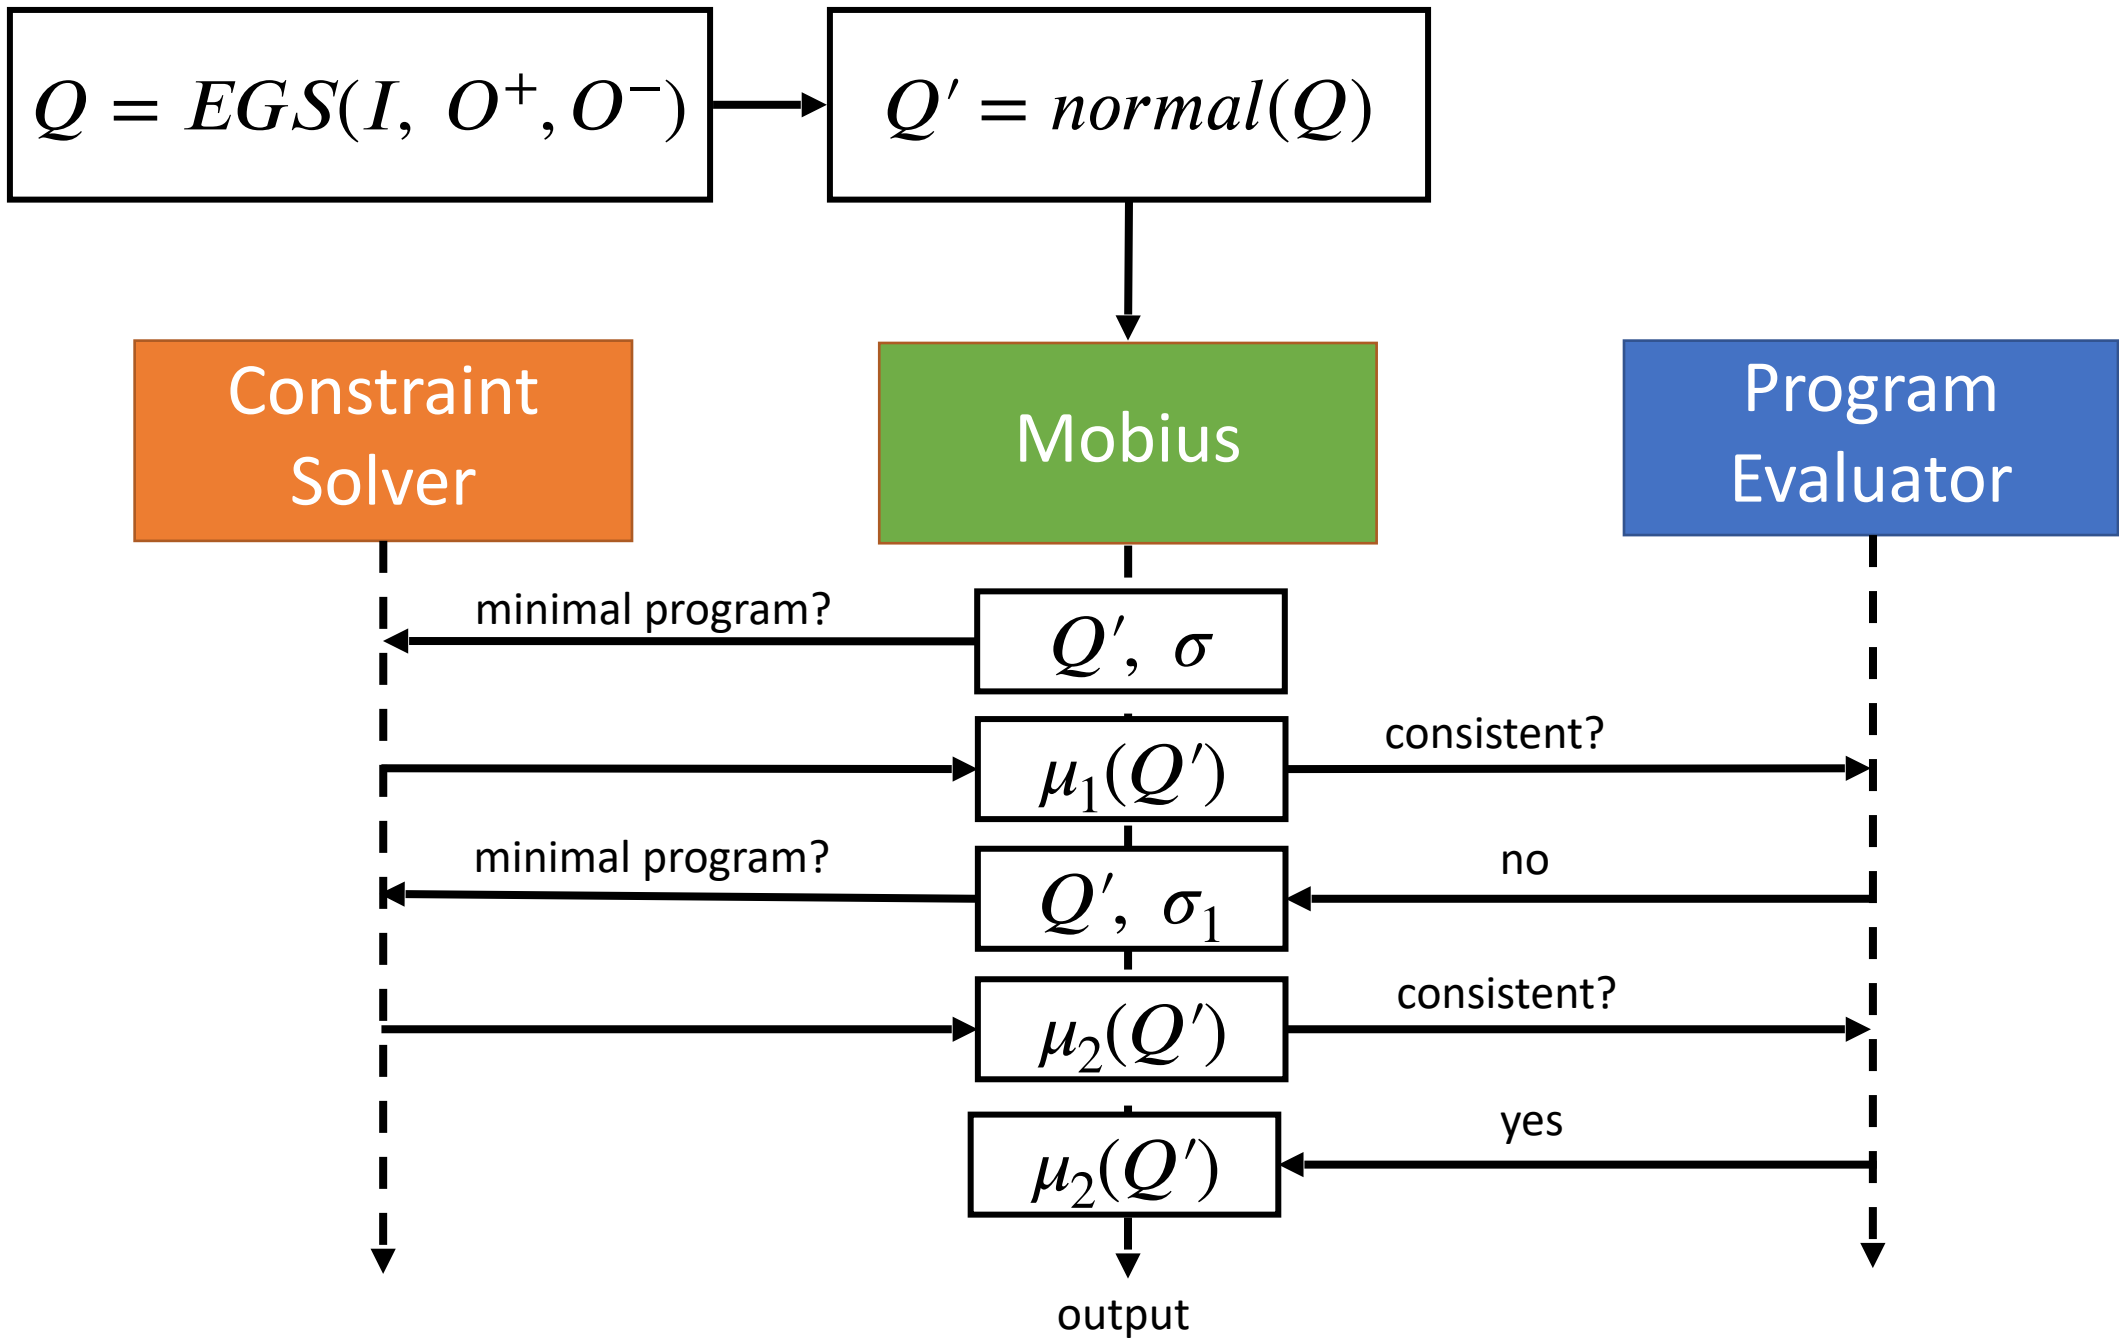 Q = EGS(I, O⁺, O⁻)
Q′ = normal(Q)
Constraint
Solver
Mobius
Program
Evaluator
minimal program?
Q′, σ
μ₁(Q′)
consistent?
minimal program?
Q′, σ₁
no
μ₂(Q′)
consistent?
μ₂(Q′)
yes
output